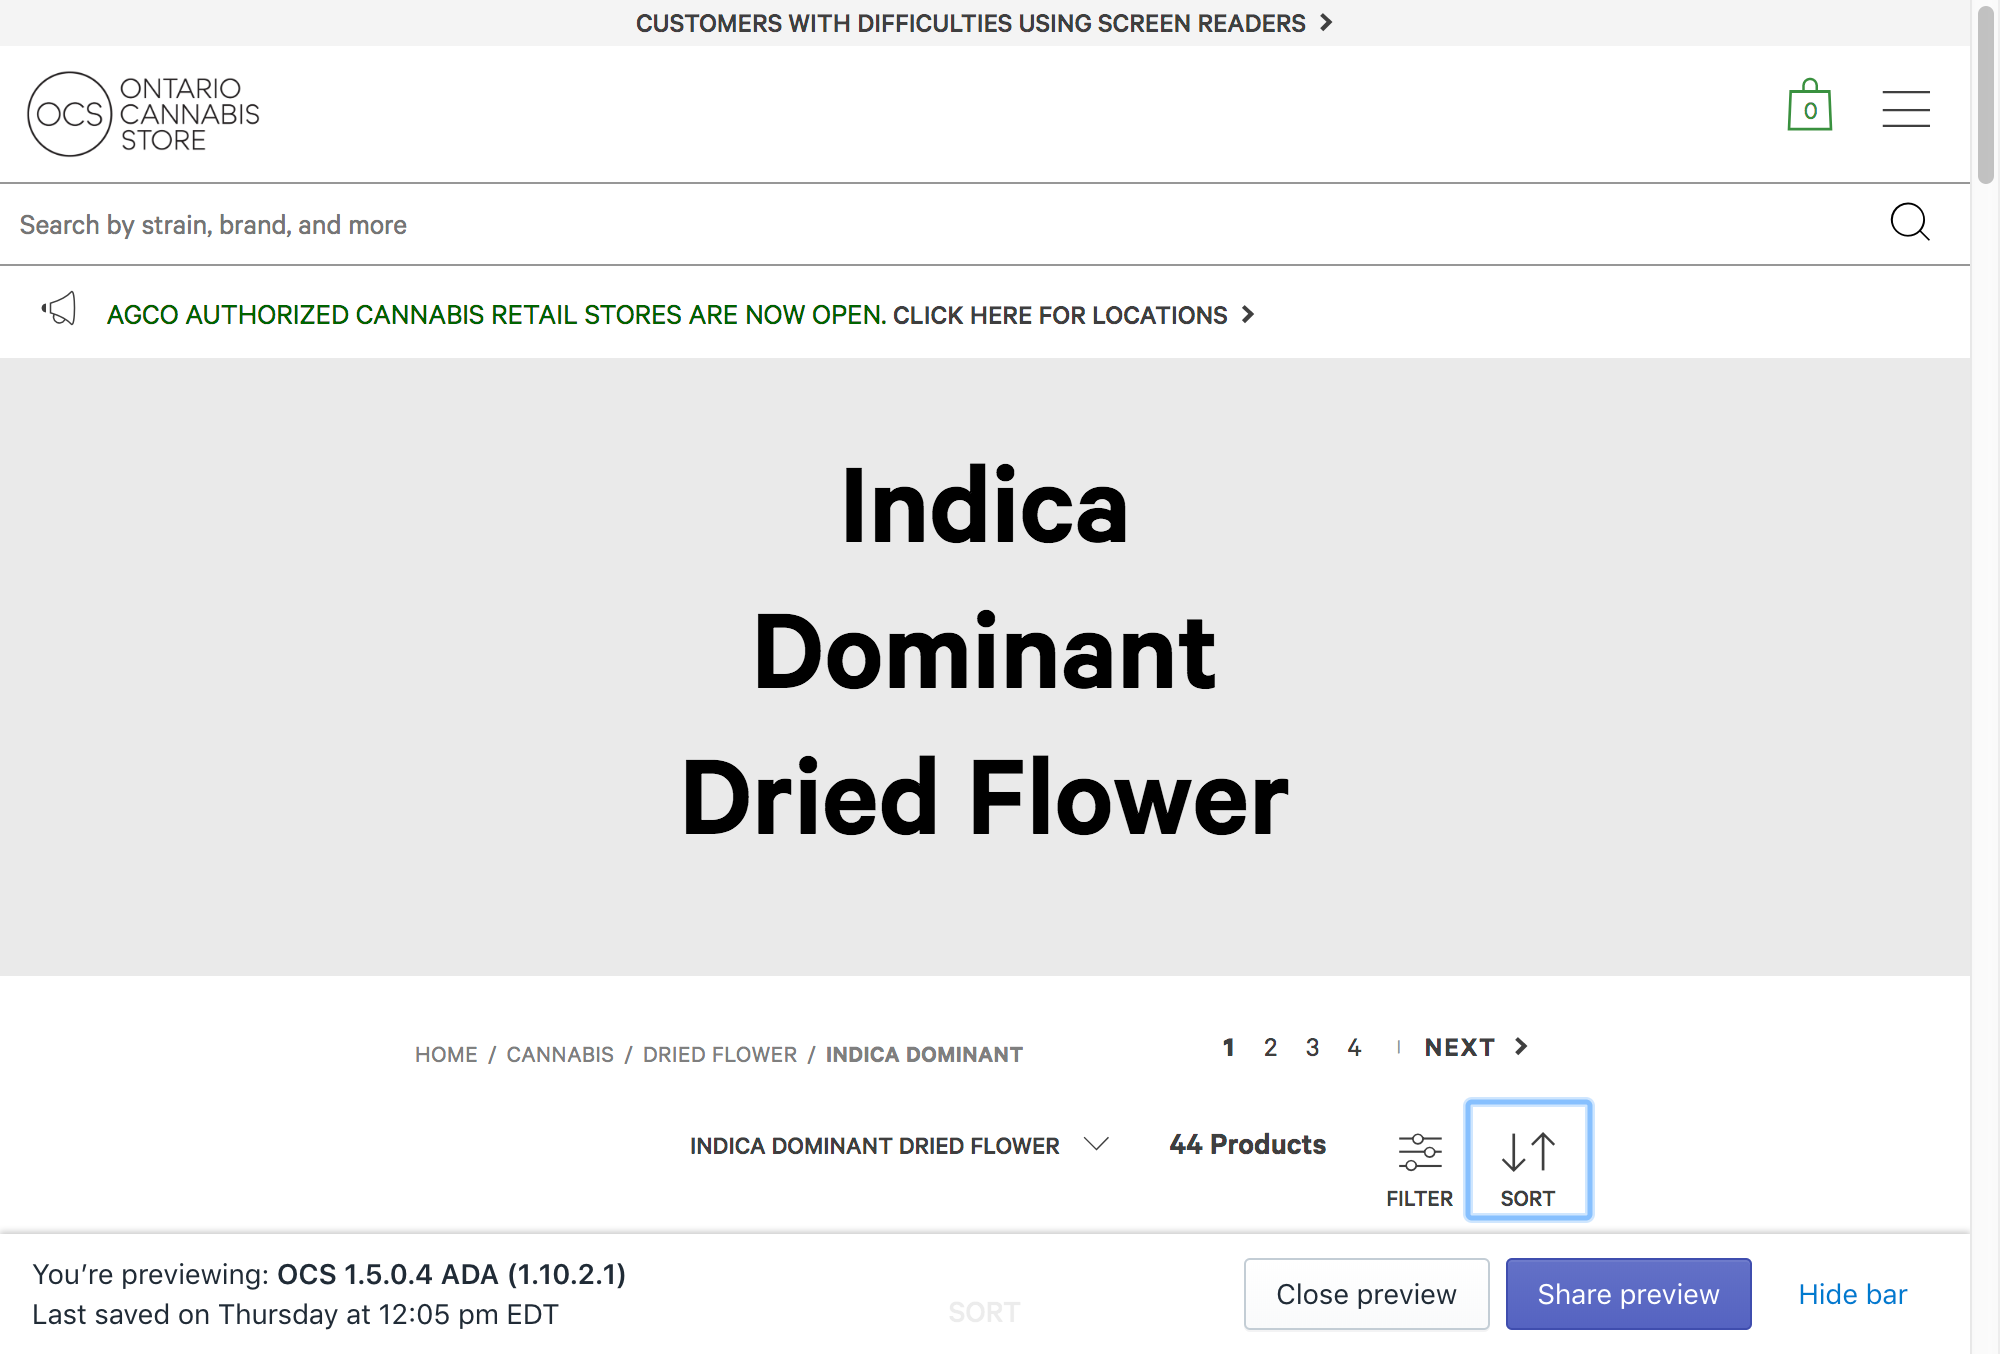 CUSTOMERS WITH DIFFICULTIES USING SCREEN READERS
OCS
ONTARIO
CANNABIS
STORE
0
Search by strain, brand, and more
AGCO AUTHORIZED CANNABIS RETAIL STORES ARE NOW OPEN. CLICK HERE FOR LOCATIONS
Indica
Dominant
Dried Flower
HOME / CANNABIS / DRIED FLOWER / INDICA DOMINANT
1 2 3 4 | NEXT
INDICA DOMINANT DRIED FLOWER
44 Products
FILTER
SORT
You’re previewing: OCS 1.5.0.4 ADA (1.10.2.1)
Last saved on Thursday at 12:05 pm EDT
SORT
Close preview
Share preview
Hide bar